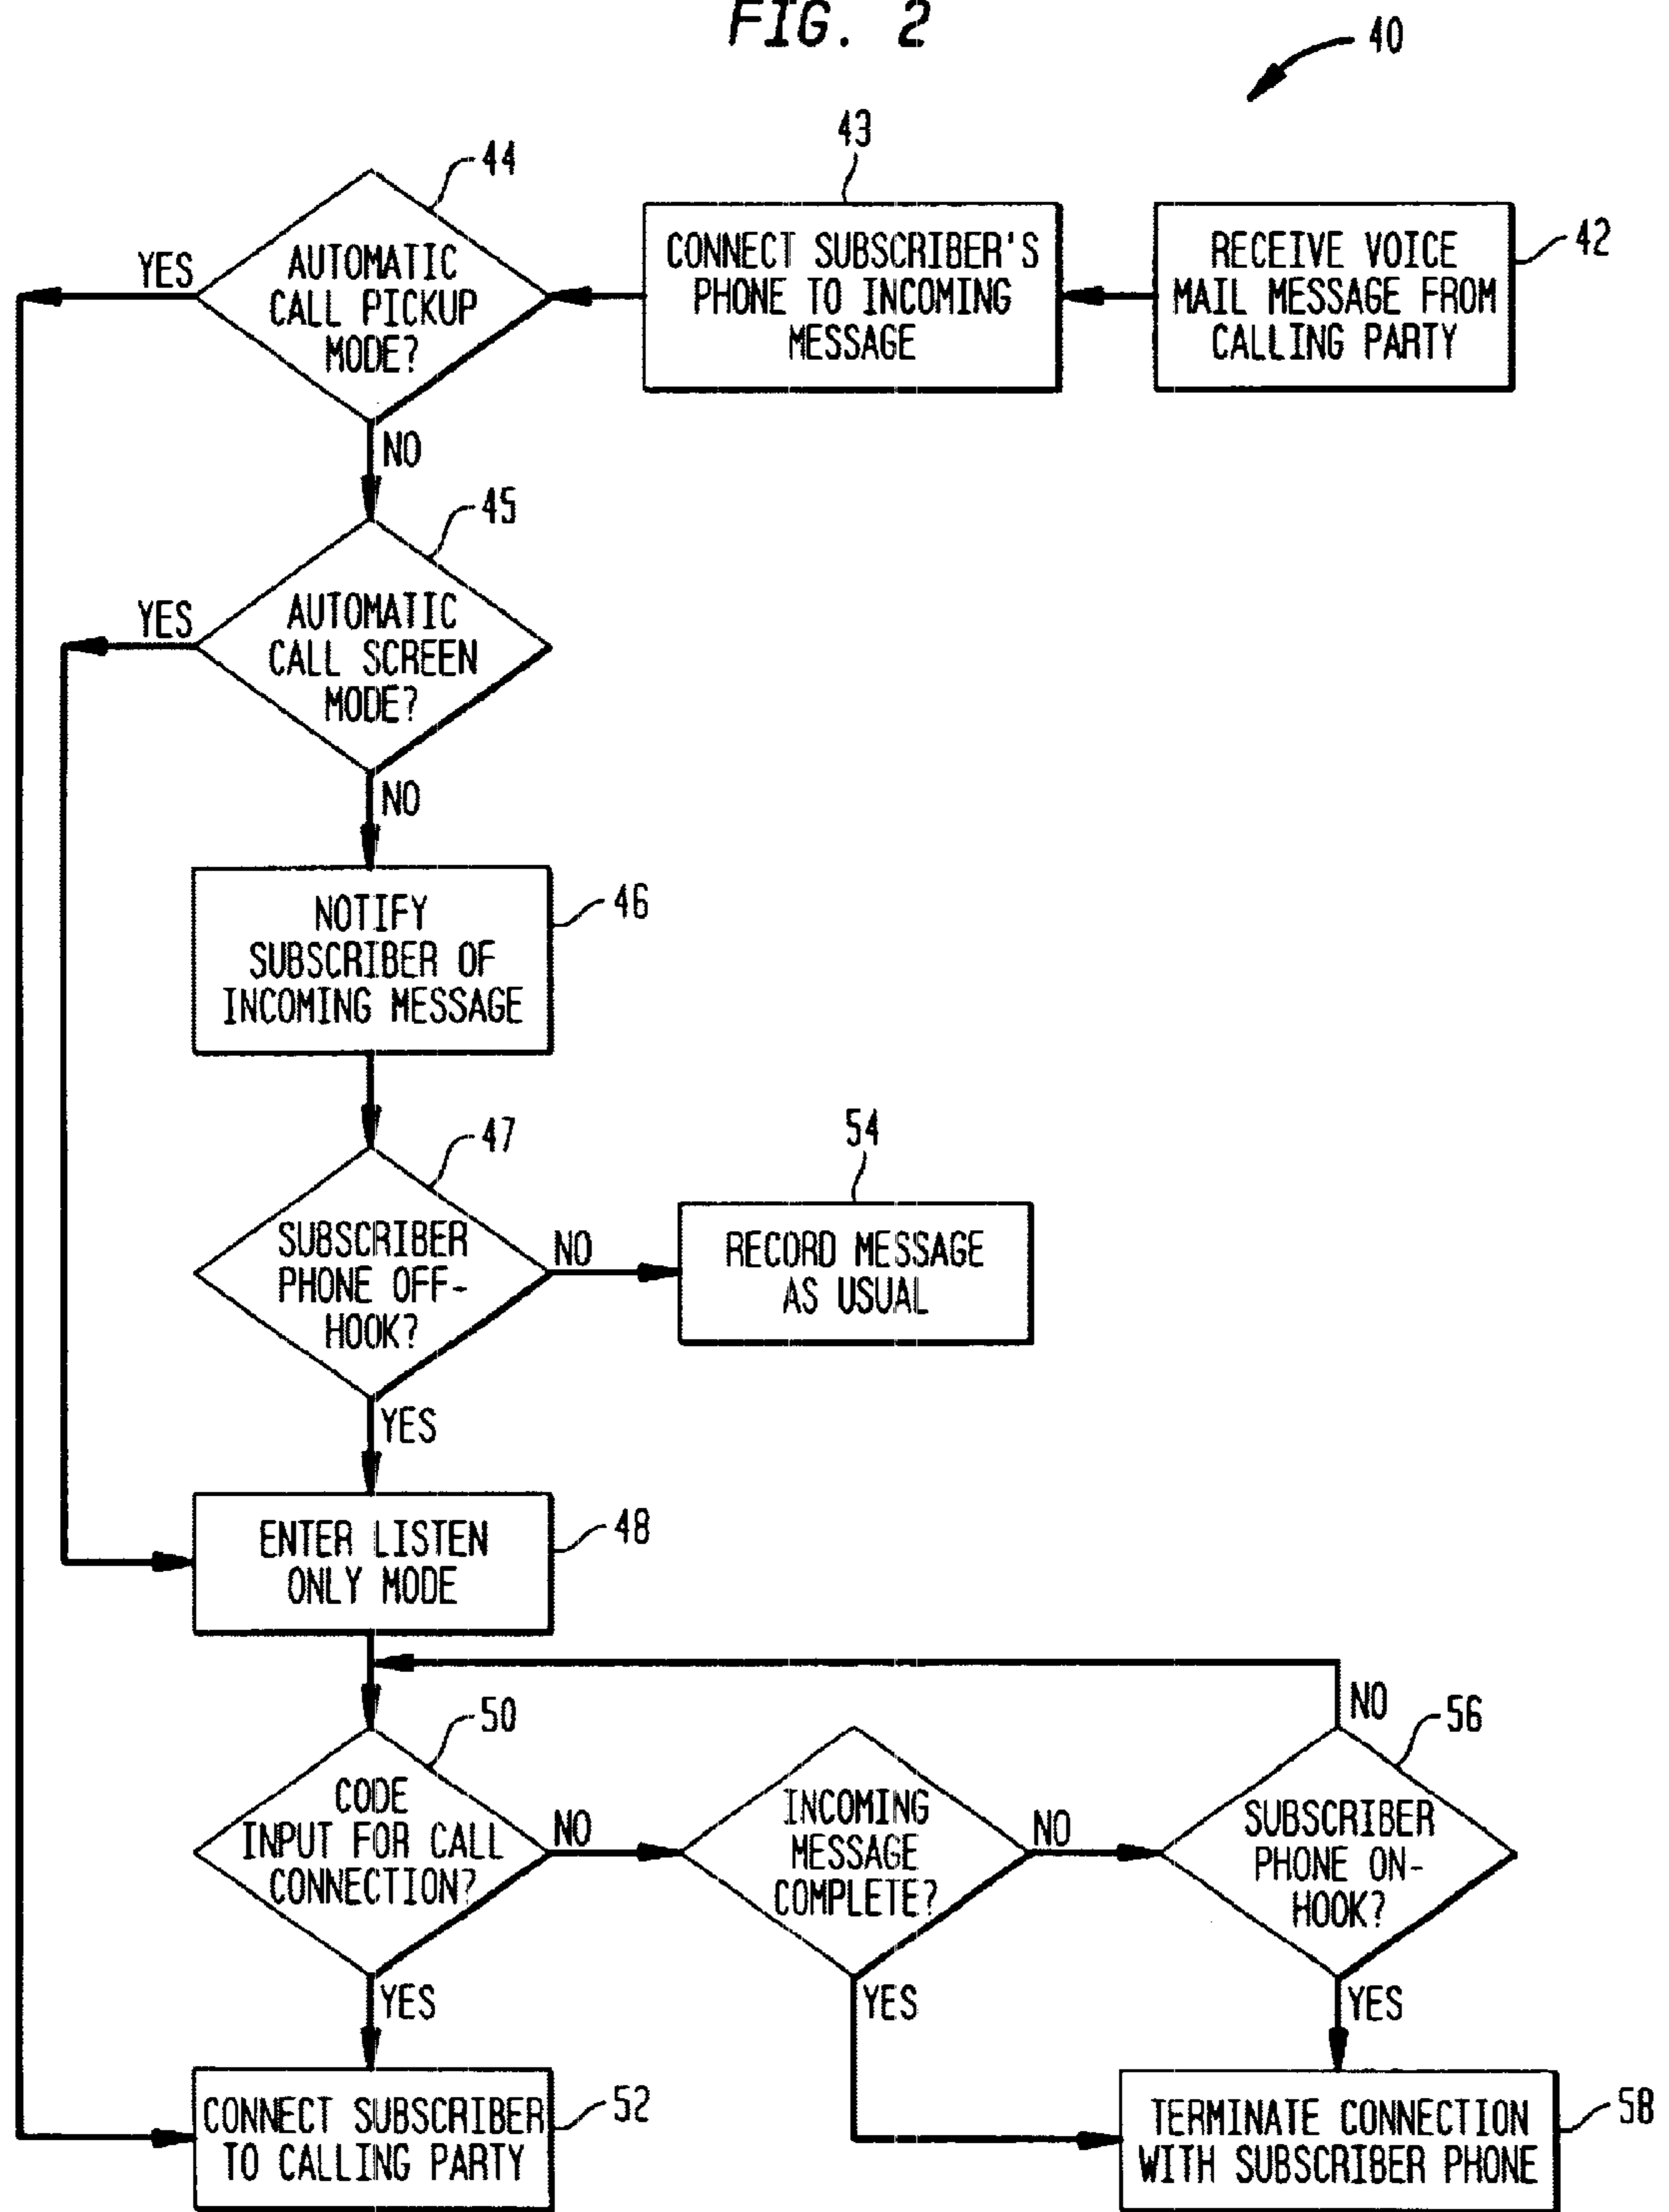 FIG. 2
40
42
RECEIVE VOICE
MAIL MESSAGE FROM
CALLING PARTY
43
CONNECT SUBSCRIBER'S
PHONE TO INCOMING
MESSAGE
44
AUTOMATIC
CALL PICKUP
MODE?
YES
NO
45
AUTOMATIC
CALL SCREEN
MODE?
YES
NO
46
NOTIFY
SUBSCRIBER OF
INCOMING MESSAGE
47
SUBSCRIBER
PHONE OFF-
HOOK?
NO
54
RECORD MESSAGE
AS USUAL
YES
48
ENTER LISTEN
ONLY MODE
50
CODE
INPUT FOR CALL
CONNECTION?
NO
INCOMING
MESSAGE
COMPLETE?
NO
56
SUBSCRIBER
PHONE ON-
HOOK?
NO
YES
YES
YES
52
CONNECT SUBSCRIBER
TO CALLING PARTY
58
TERMINATE CONNECTION
WITH SUBSCRIBER PHONE